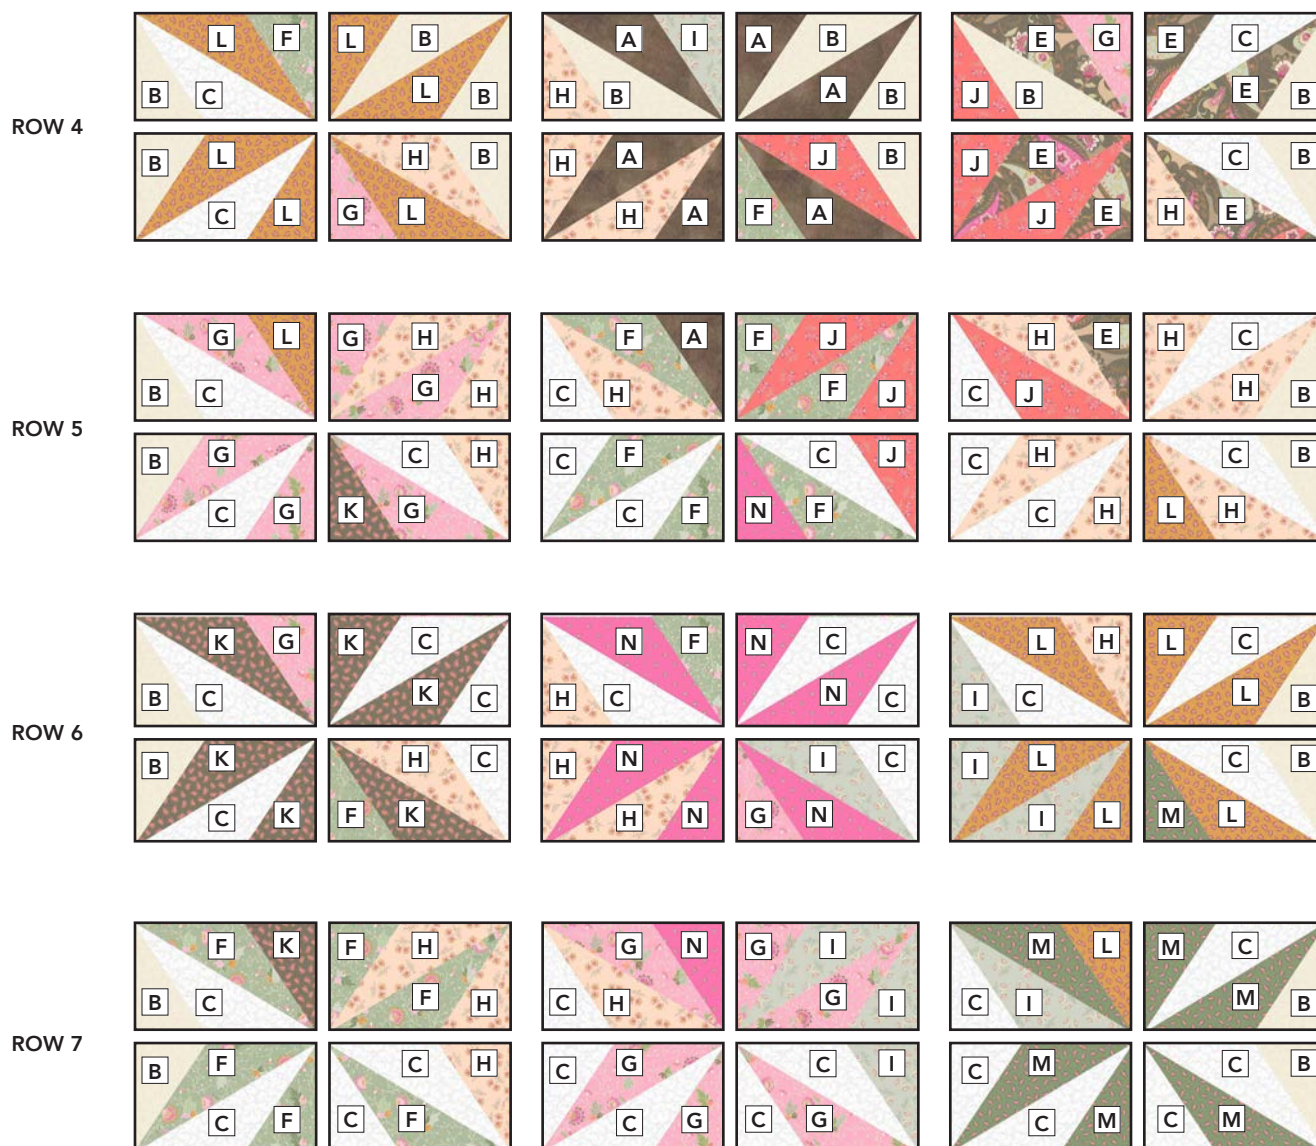 L F L B A I A B E G E C
B C L B H B A B J B E B
ROW 4
B L H B H A J B J E C B
C L G L H A F A J E H E
G L G H F A F J H E H C
B C G H C H F J C J H B
ROW 5
B G C H C F C J C H C B
C G K G C F N F C H L H
K G K C N F N C L H L C
B C K C H C N C I C L B
ROW 6
B K H C H N I C I L C B
C K F K H N G N I L M L
F K F H G N G I M L M C
B C F H C H G I C I M B
ROW 7
B F C H C G C I C M C B
C F C F C G C G C M C M